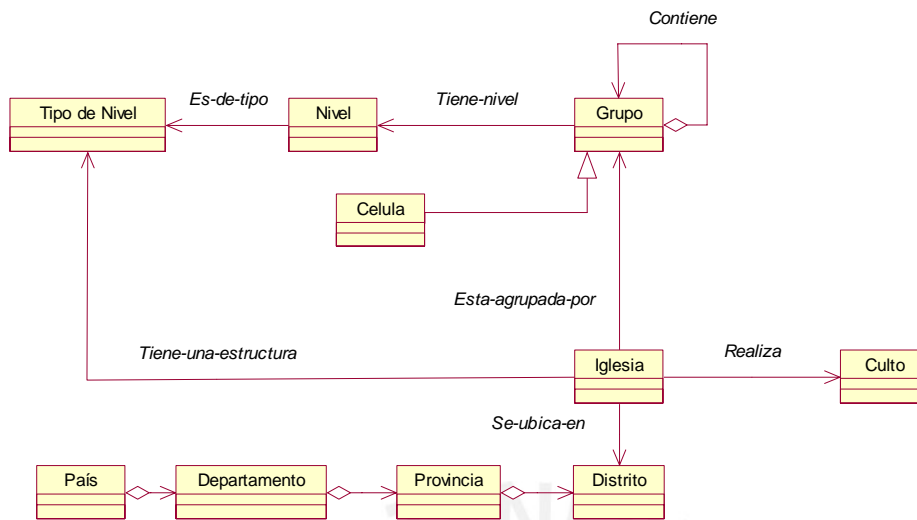 Contiene
Es-de-tipo
Tiene-nivel
Tipo de Nivel
Nivel
Grupo
Celula
Esta-agrupada-por
Tiene-una-estructura
Realiza
Iglesia
Culto
Se-ubica-en
País
Departamento
Provincia
Distrito